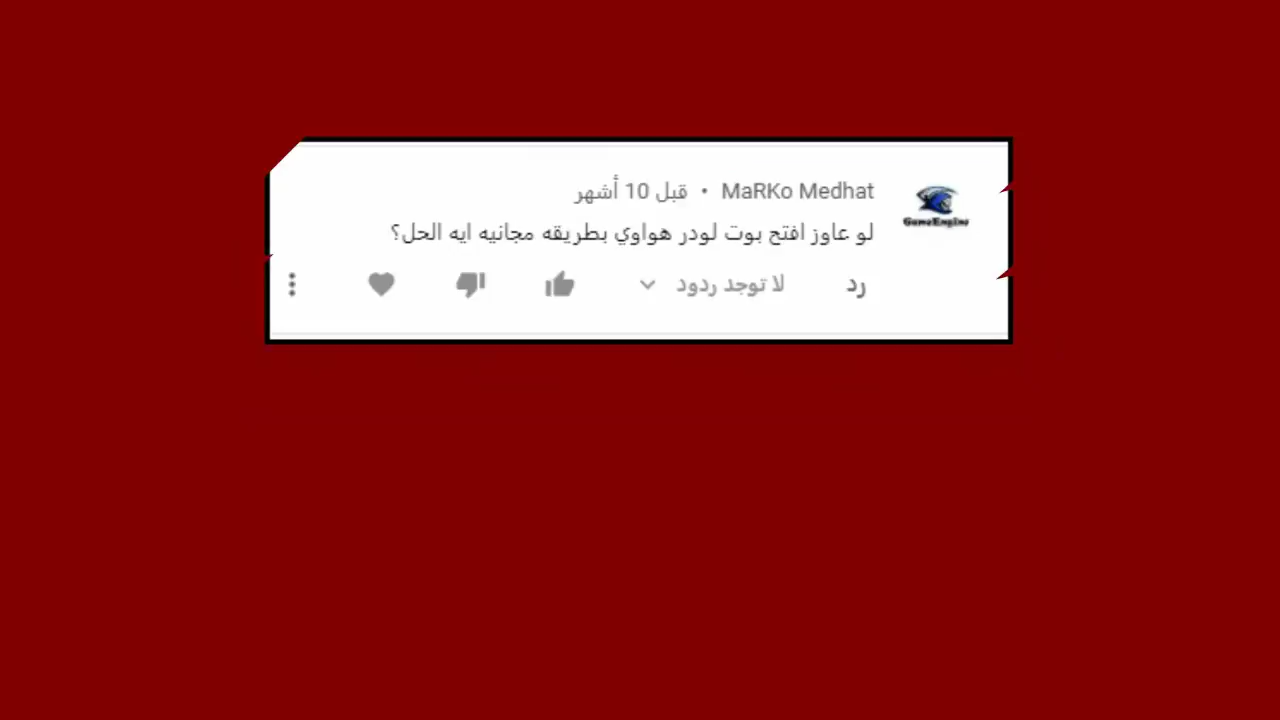 GameEngine
MaRKo Medhat • قبل 10 أشهر
لو عاوز افتح بوت لودر هواوي بطريقه مجانيه ايه الحل؟
رد لا توجد ردود